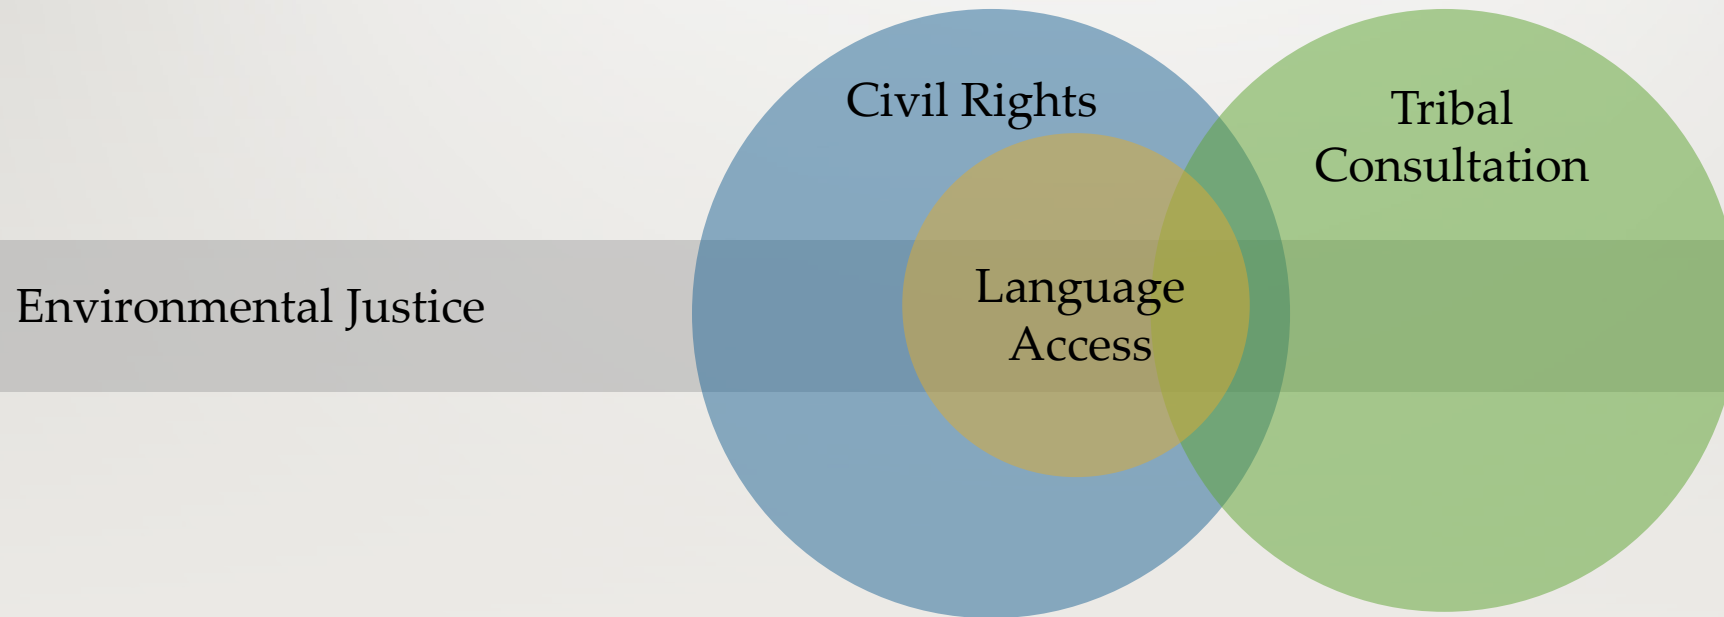 Civil Rights
Tribal
Consultation
Environmental Justice
Language
Access